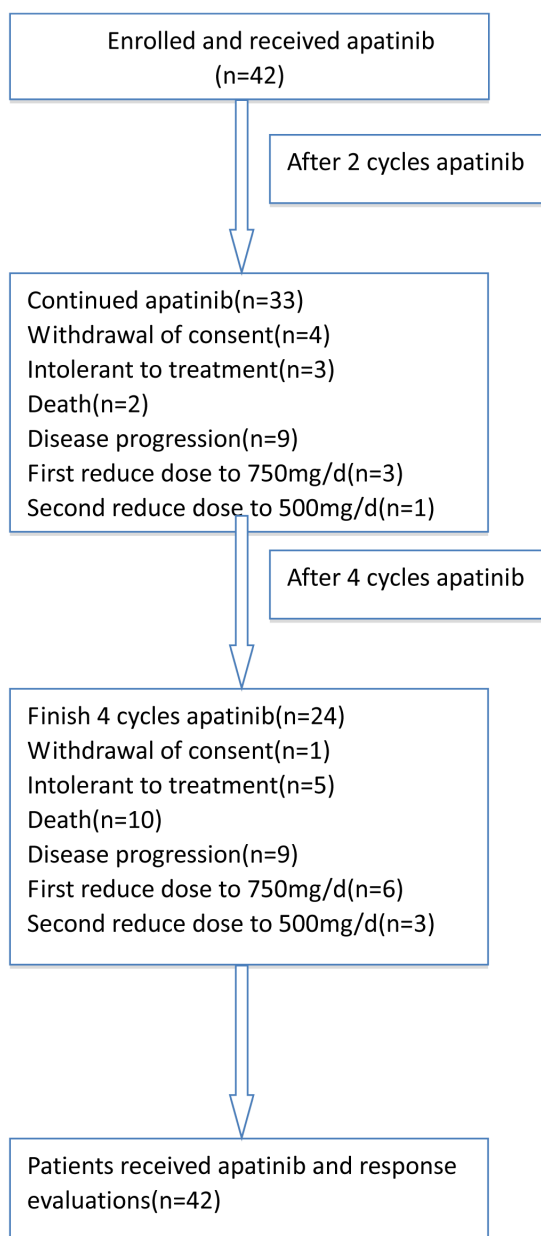 Enrolled and received apatinib
(n=42)
After 2 cycles apatinib
Continued apatinib(n=33)
Withdrawal of consent(n=4)
Intolerant to treatment(n=3)
Death(n=2)
Disease progression(n=9)
First reduce dose to 750mg/d(n=3)
Second reduce dose to 500mg/d(n=1)
After 4 cycles apatinib
Finish 4 cycles apatinib(n=24)
Withdrawal of consent(n=1)
Intolerant to treatment(n=5)
Death(n=10)
Disease progression(n=9)
First reduce dose to 750mg/d(n=6)
Second reduce dose to 500mg/d(n=3)
Patients received apatinib and response
evaluations(n=42)